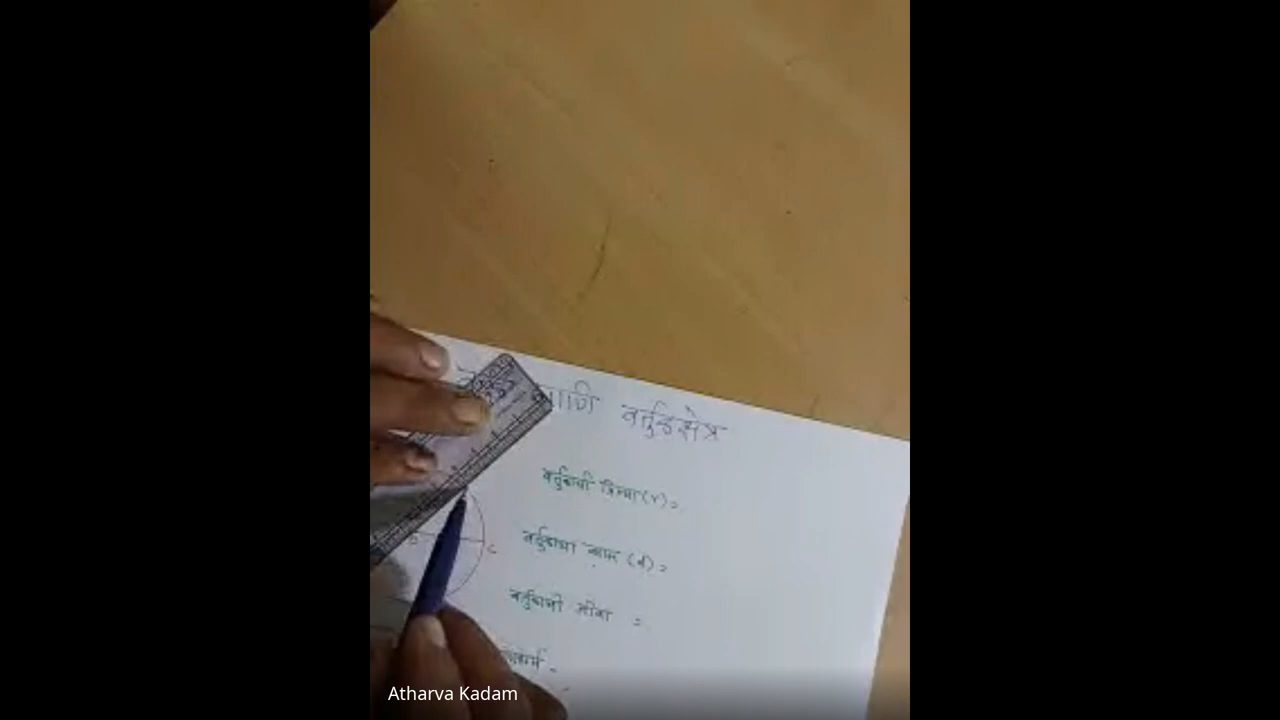 आणि वर्तुळक्षेत्र
वर्तुळाची त्रिज्या (r) =
वर्तुळाचा व्यास (d) =
वर्तुळाची =
C
Atharva Kadam